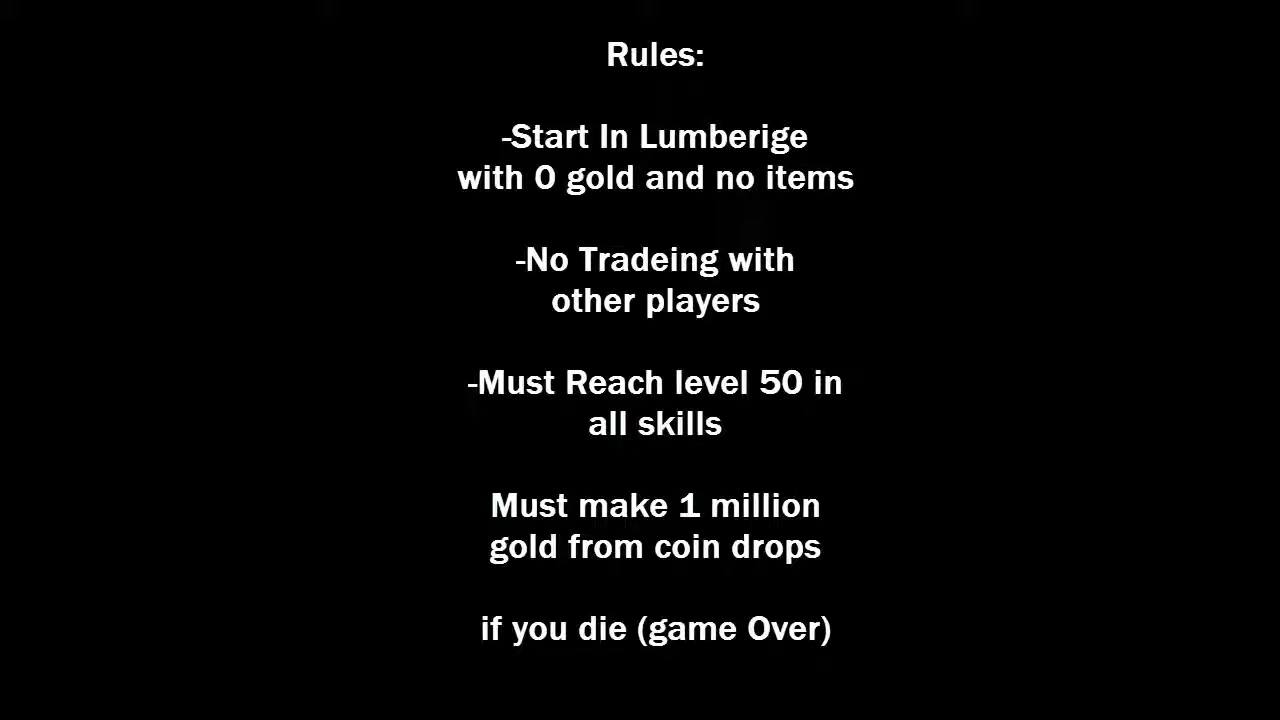 Rules:
-Start In Lumberige
with 0 gold and no items
-No Tradeing with
other players
-Must Reach level 50 in
all skills
Must make 1 million
gold from coin drops
if you die (game Over)